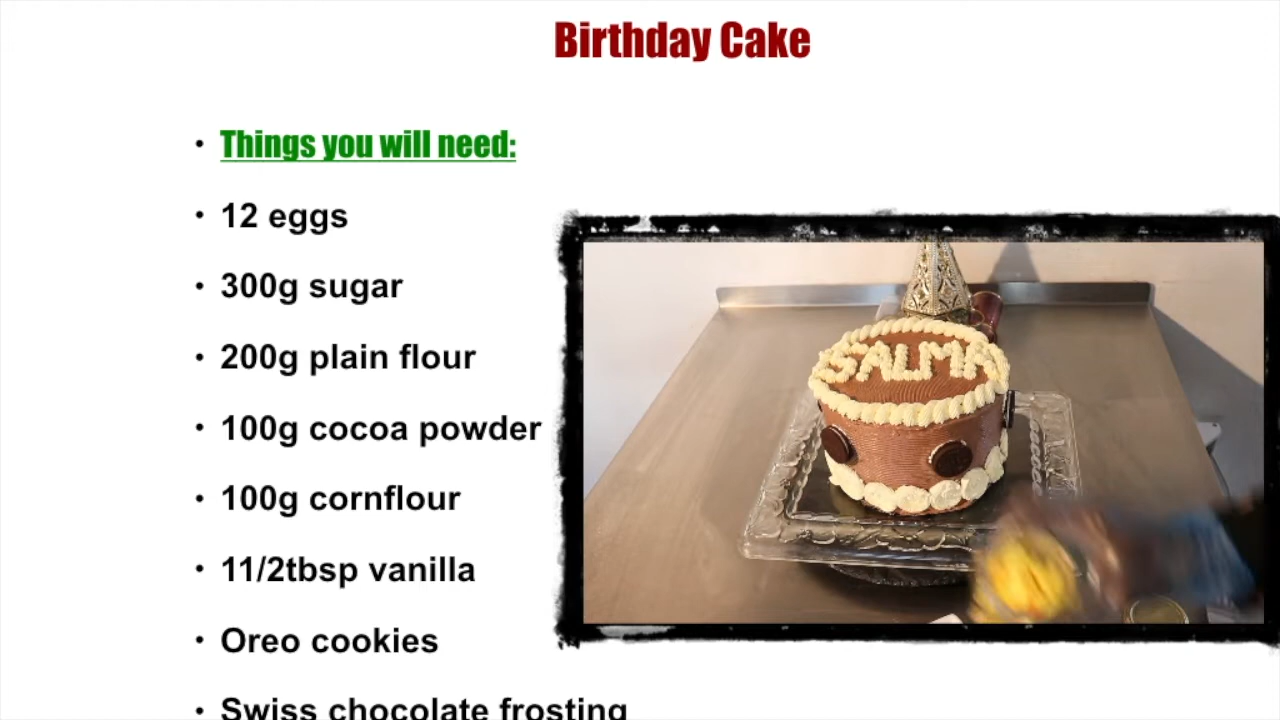 Birthday Cake
• Things you will need:
• 12 eggs
• 300g sugar
• 200g plain flour
• 100g cocoa powder
• 100g cornflour
• 11/2tbsp vanilla
• Oreo cookies
• Swiss chocolate frosting
SALMA